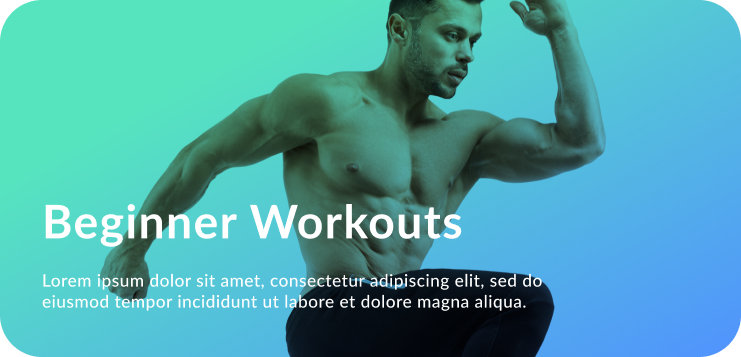 Beginner Workouts
Lorem ipsum dolor sit amet, consectetur adipiscing elit, sed do
eiusmod tempor incididunt ut labore et dolore magna aliqua.